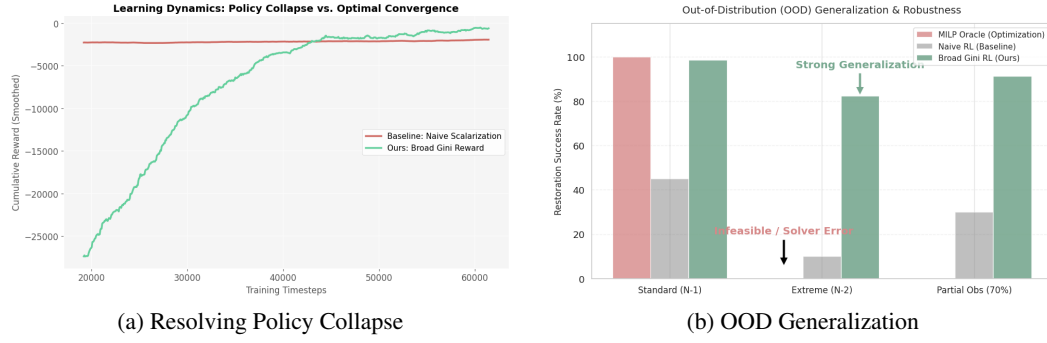 Learning Dynamics: Policy Collapse vs. Optimal Convergence
0
−5000
−10000
−15000
−20000
−25000
Cumulative Reward (Smoothed)
Baseline: Naive Scalarization
Ours: Broad Gini Reward
20000 30000 40000 50000 60000
Training Timesteps
(a) Resolving Policy Collapse
Out-of-Distribution (OOD) Generalization & Robustness
MILP Oracle (Optimization)
Naive RL (Baseline)
Broad Gini RL (Ours)
Strong Generalization
100
80
60
40
20
0
Restoration Success Rate (%)
Infeasible / Solver Error
Standard (N-1) Extreme (N-2) Partial Obs (70%)
(b) OOD Generalization